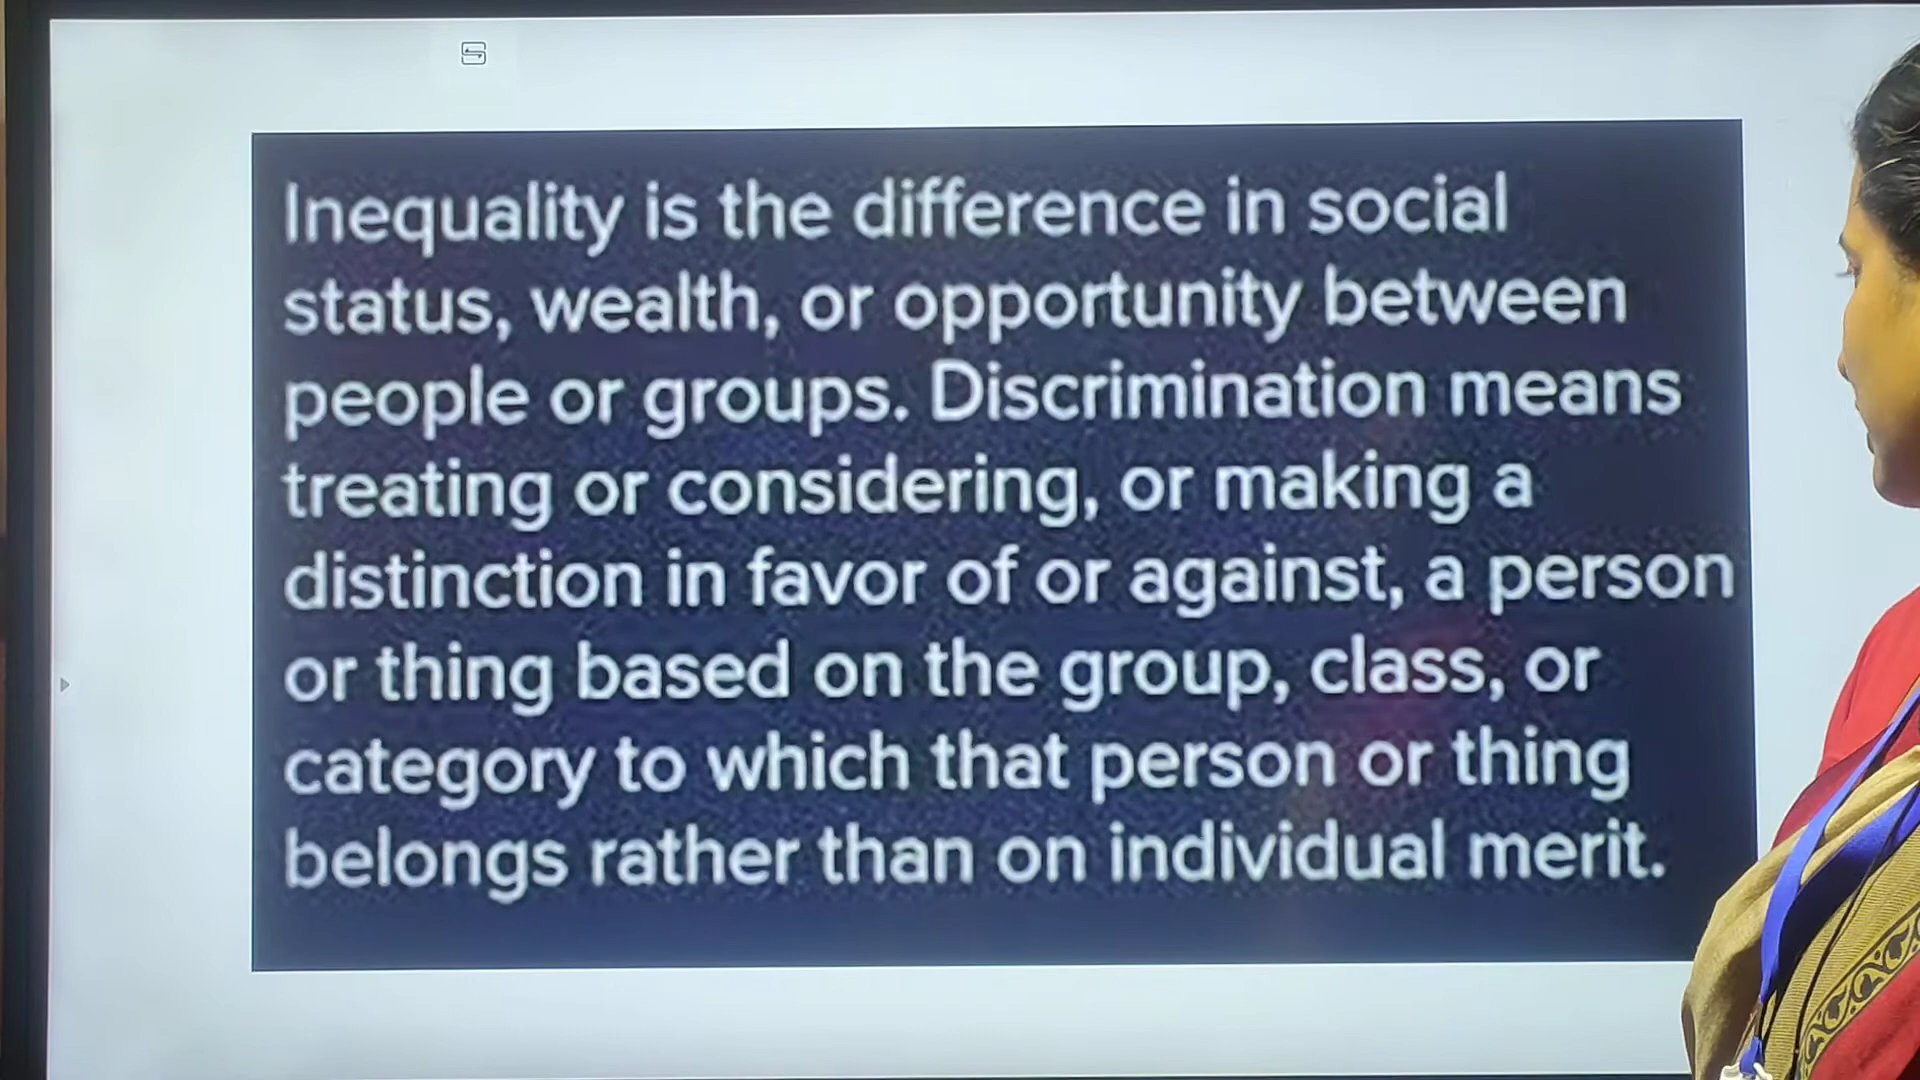 Inequality is the difference in social
status, wealth, or opportunity between
people or groups. Discrimination means
treating or considering, or making a
distinction in favor of or against, a person
or thing based on the group, class, or
category to which that person or thing
belongs rather than on individual merit.